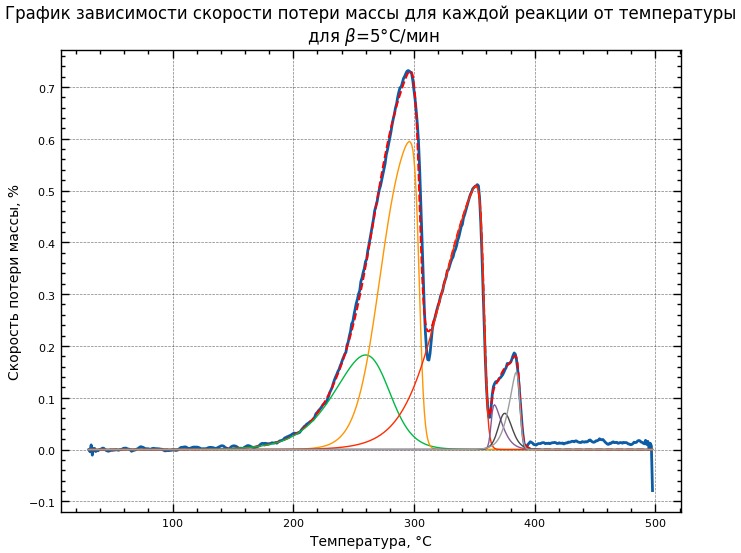 График зависимости скорости потери массы для каждой реакции от температуры
для β=5°C/мин
Скорость потери массы, %
0.7
0.6
0.5
0.4
0.3
0.2
0.1
0.0
−0.1
100 200 300 400 500
Температура, °C